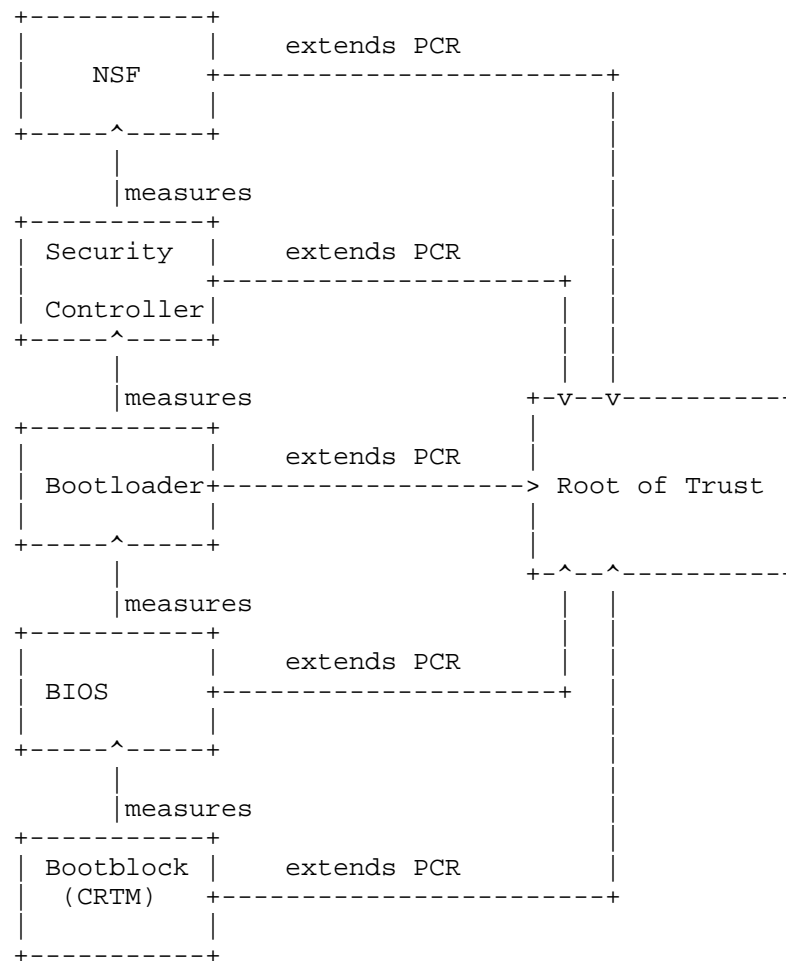 extends PCR
NSF
measures
Security
extends PCR
Controller
measures
extends PCR
Bootloader
Root of Trust
measures
extends PCR
BIOS
measures
Bootblock
extends PCR
(CRTM)